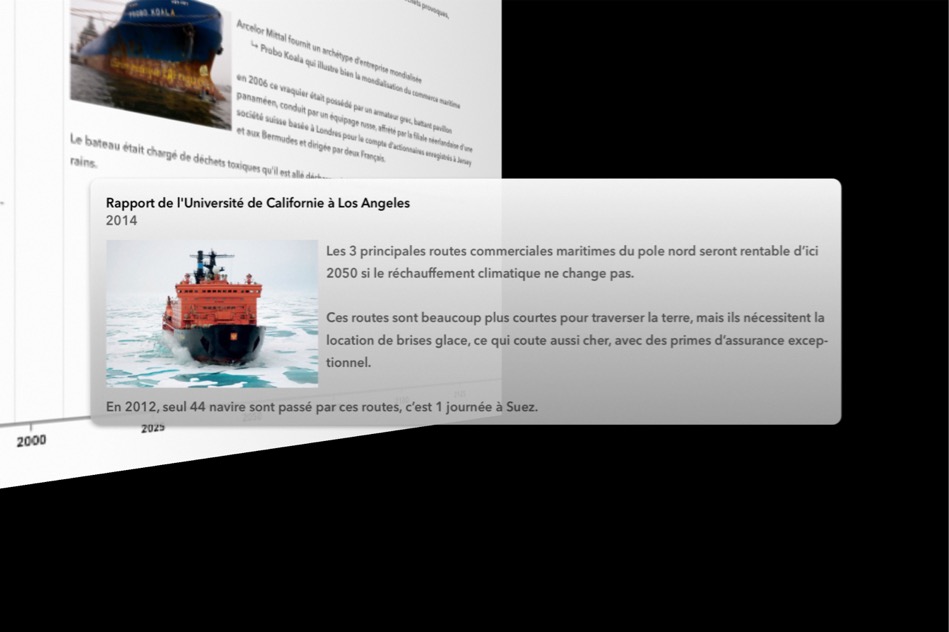 PROBO KOALA
chets provoques,
Arcelor Mittal fournit un archétype d'entreprise mondialisée
↳ Probo Koala qui illustre bien la mondialisation du commerce maritime
en 2006 ce vraquier était possédé par un armateur grec, battant pavillon
panaméen, conduit par un équipage russe, affrété par la filiale néerlandaise d'une
société suisse basée à Londres pour le compte d'actionnaires enregistrés à Jersey
et aux Bermudes et dirigée par deux Français.
Le bateau était chargé de déchets toxiques qu'il est allé
rains.
Rapport de l'Université de Californie à Los Angeles
2014
Les 3 principales routes commerciales maritimes du pole nord seront rentable d'ici
2050 si le réchauffement climatique ne change pas.
Ces routes sont beaucoup plus courtes pour traverser la terre, mais ils nécessitent la
location de brises glace, ce qui coute aussi cher, avec des primes d'assurance excep-
tionnel.
En 2012, seul 44 navire sont passé par ces routes, c'est 1 journée à Suez.
2000
2025